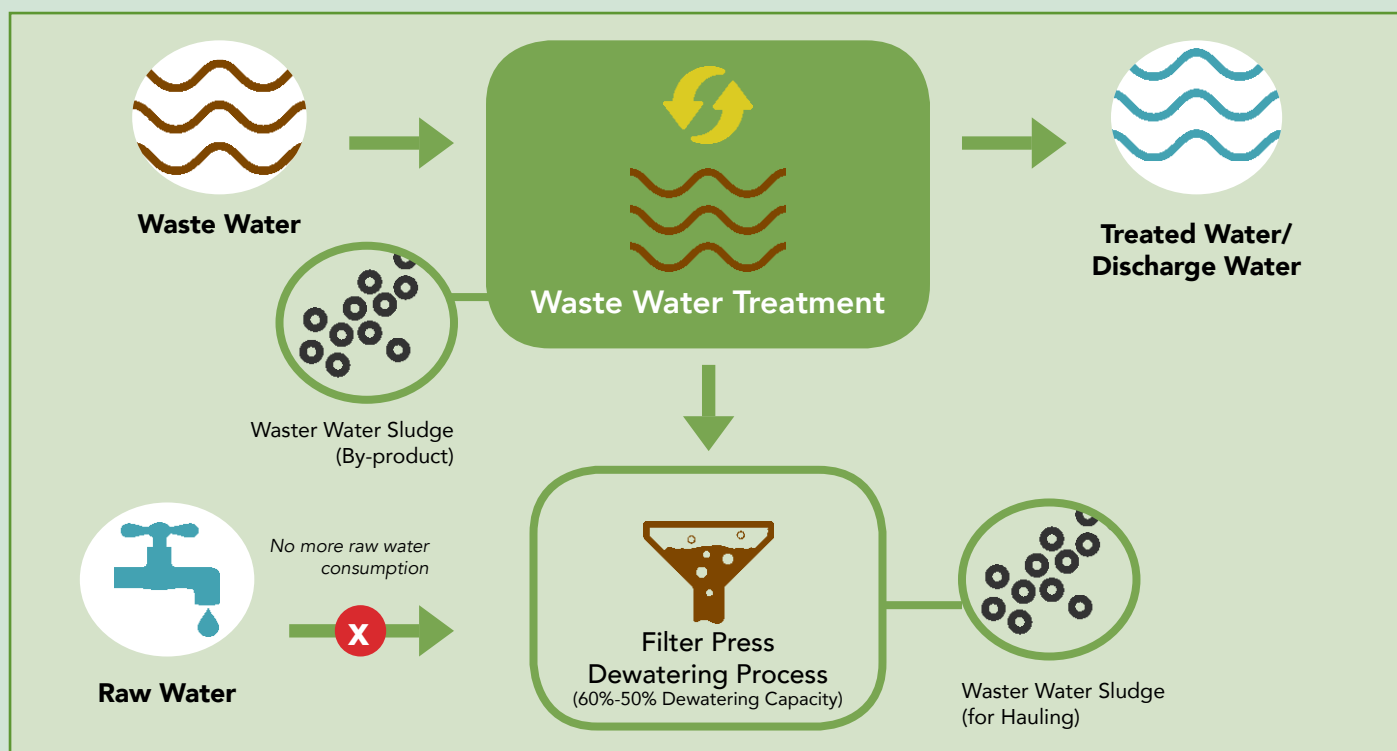 Waste Water
Waste Water Treatment
Treated Water/
Discharge Water
Waster Water Sludge
(By-product)
No more raw water
consumption
x
Raw Water
Filter Press
Dewatering Process
(60%-50% Dewatering Capacity)
Waster Water Sludge
(for Hauling)